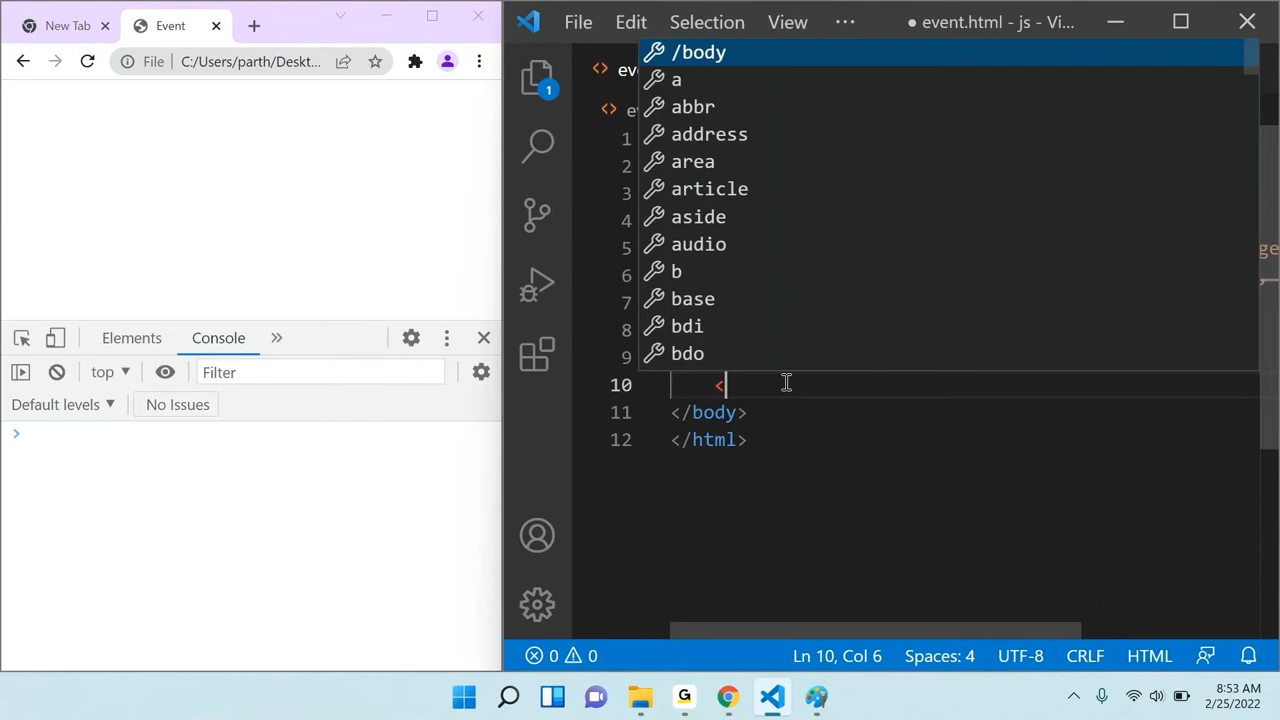 New Tab
Event
File C:/Users/parth/Deskt...
Elements
Console
top
Filter
Default levels
No Issues
>
File Edit Selection View ...
● event.html - js - Vi...
1
/body
a
abbr
address
area
article
aside
audio
b
base
bdi
bdo
1
2
3
4
5
6
7
8
9
10 <
11 </body>
12 </html>
0 0
Ln 10, Col 6 Spaces: 4 UTF-8 CRLF HTML
G
8:53 AM
2/25/2022